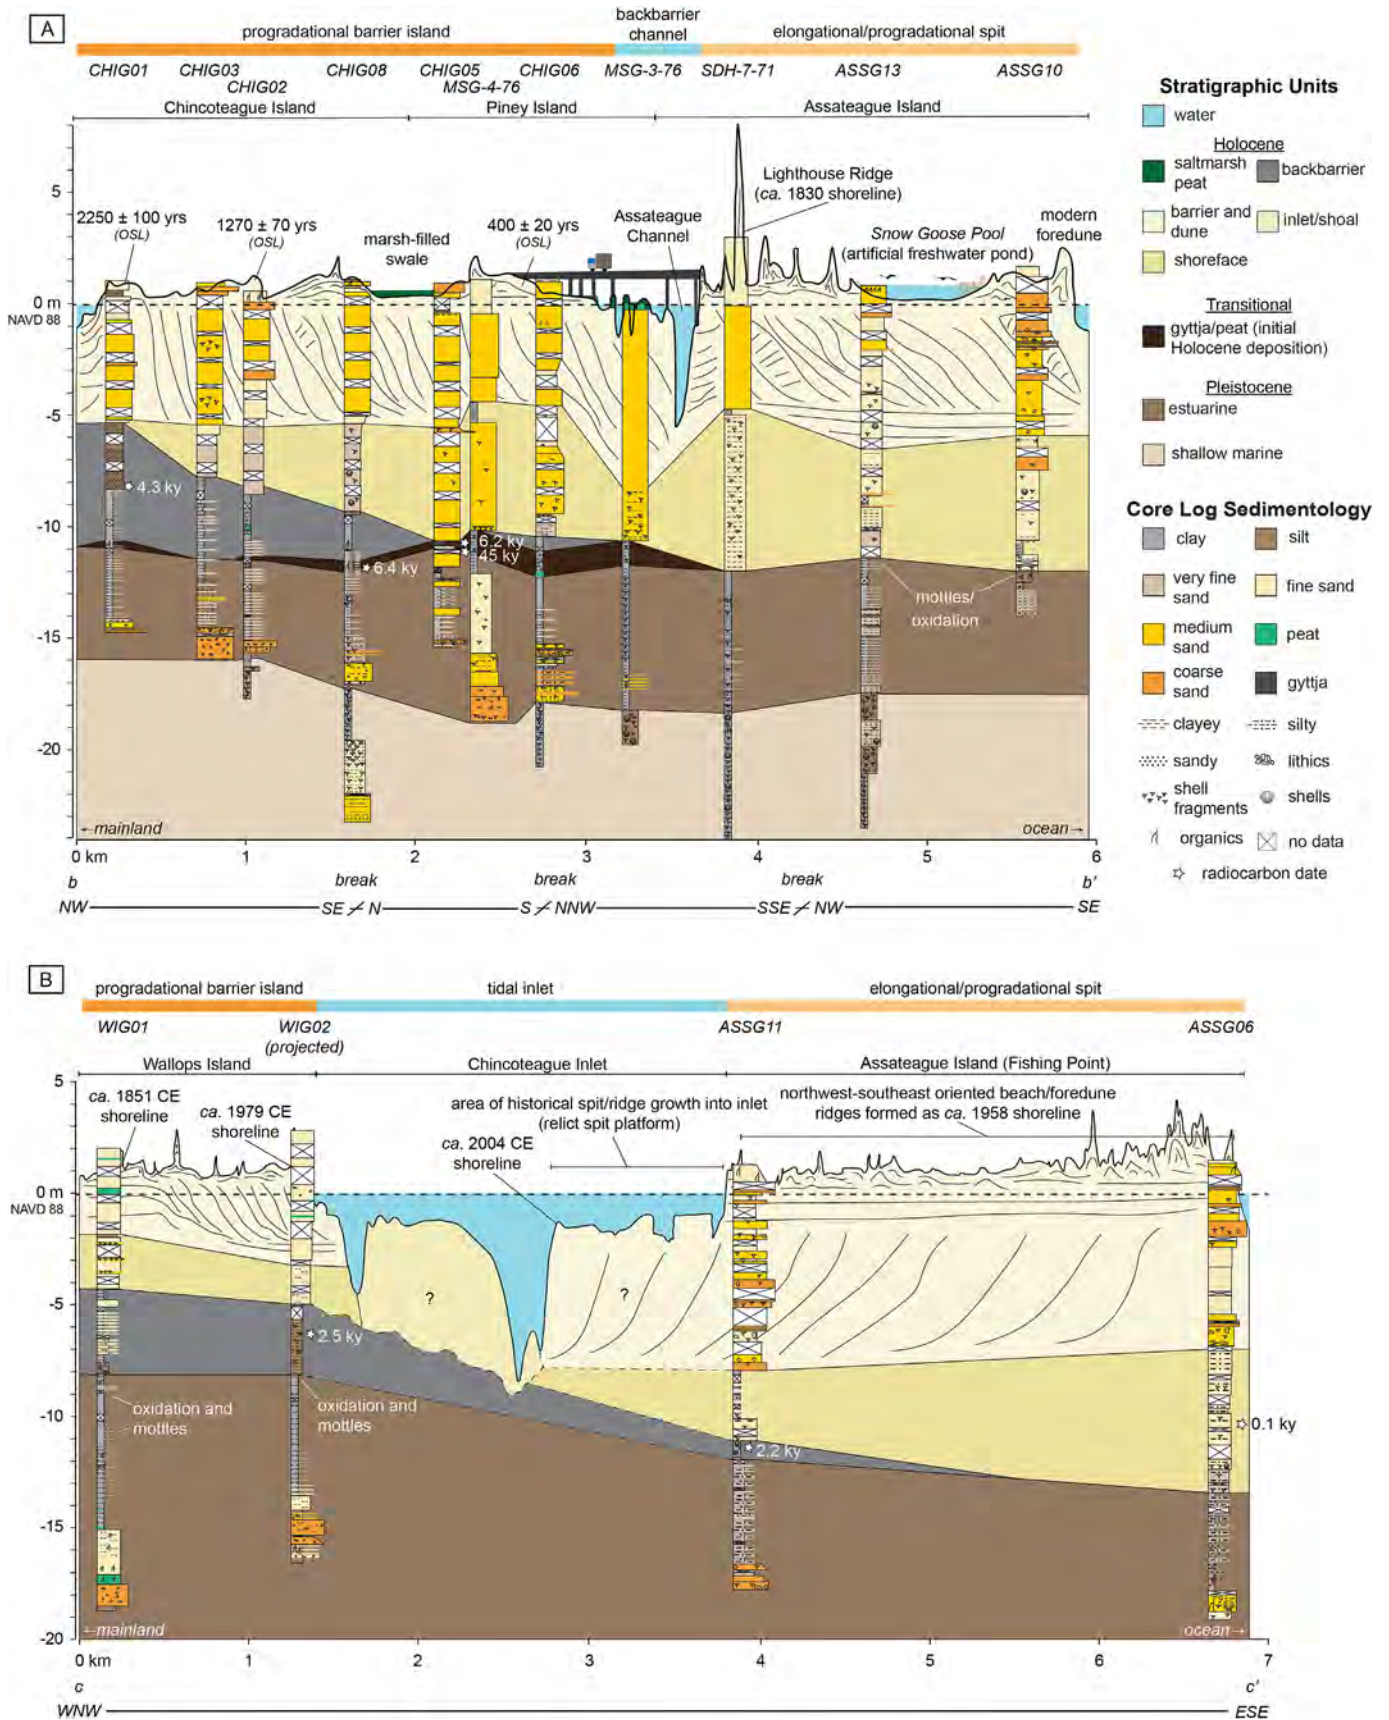 A
progradational barrier island
backbarrier
channel
elongational/progradational spit
CHIG01
CHIG03
CHIG02
CHIG08
CHIG05
MSG-4-76
CHIG06
MSG-3-76
SDH-7-71
ASSG13
ASSG10
Chincoteague Island
Piney Island
Assateague Island
5
0 m
NAVD 88
-5
-10
-15
-20
2250 ± 100 yrs
(OSL)
1270 ± 70 yrs
(OSL)
marsh-filled
swale
400 ± 20 yrs
(OSL)
Assateague
Channel
Lighthouse Ridge
(ca. 1830 shoreline)
Snow Goose Pool
(artificial freshwater pond)
modern
foredune
4.3 ky
6.4 ky
6.2 ky
45 ky
mottles/
oxidation
←mainland
ocean→
0 km
1
2
3
4
5
6
b
break
break
break
b'
NW
SE
N
S
NNW
SSE
NW
SE
Stratigraphic Units
water
Holocene
saltmarsh
peat
backbarrier
barrier and
dune
inlet/shoal
shoreface
Transitional
gyttja/peat (initial
Holocene deposition)
Pleistocene
estuarine
shallow marine
Core Log Sedimentology
clay
silt
very fine
sand
fine sand
medium
sand
peat
coarse
sand
gyttja
clayey
silty
sandy
lithics
shell
fragments
shells
organics
no data
radiocarbon date
B
progradational barrier island
tidal inlet
elongational/progradational spit
WIG01
WIG02
(projected)
ASSG11
ASSG06
Wallops Island
Chincoteague Inlet
Assateague Island (Fishing Point)
5
0 m
NAVD 88
-5
-10
-15
-20
ca. 1851 CE
shoreline
ca. 1979 CE
shoreline
area of historical spit/ridge growth into inlet
(relict spit platform)
ca. 2004 CE
shoreline
northwest-southeast oriented beach/foredune
ridges formed as ca. 1958 shoreline
?
?
2.5 ky
oxidation and
mottles
oxidation and
mottles
2.2 ky
0.1 ky
←mainland
ocean→
0 km
1
2
3
4
5
6
7
c
c'
WNW
ESE